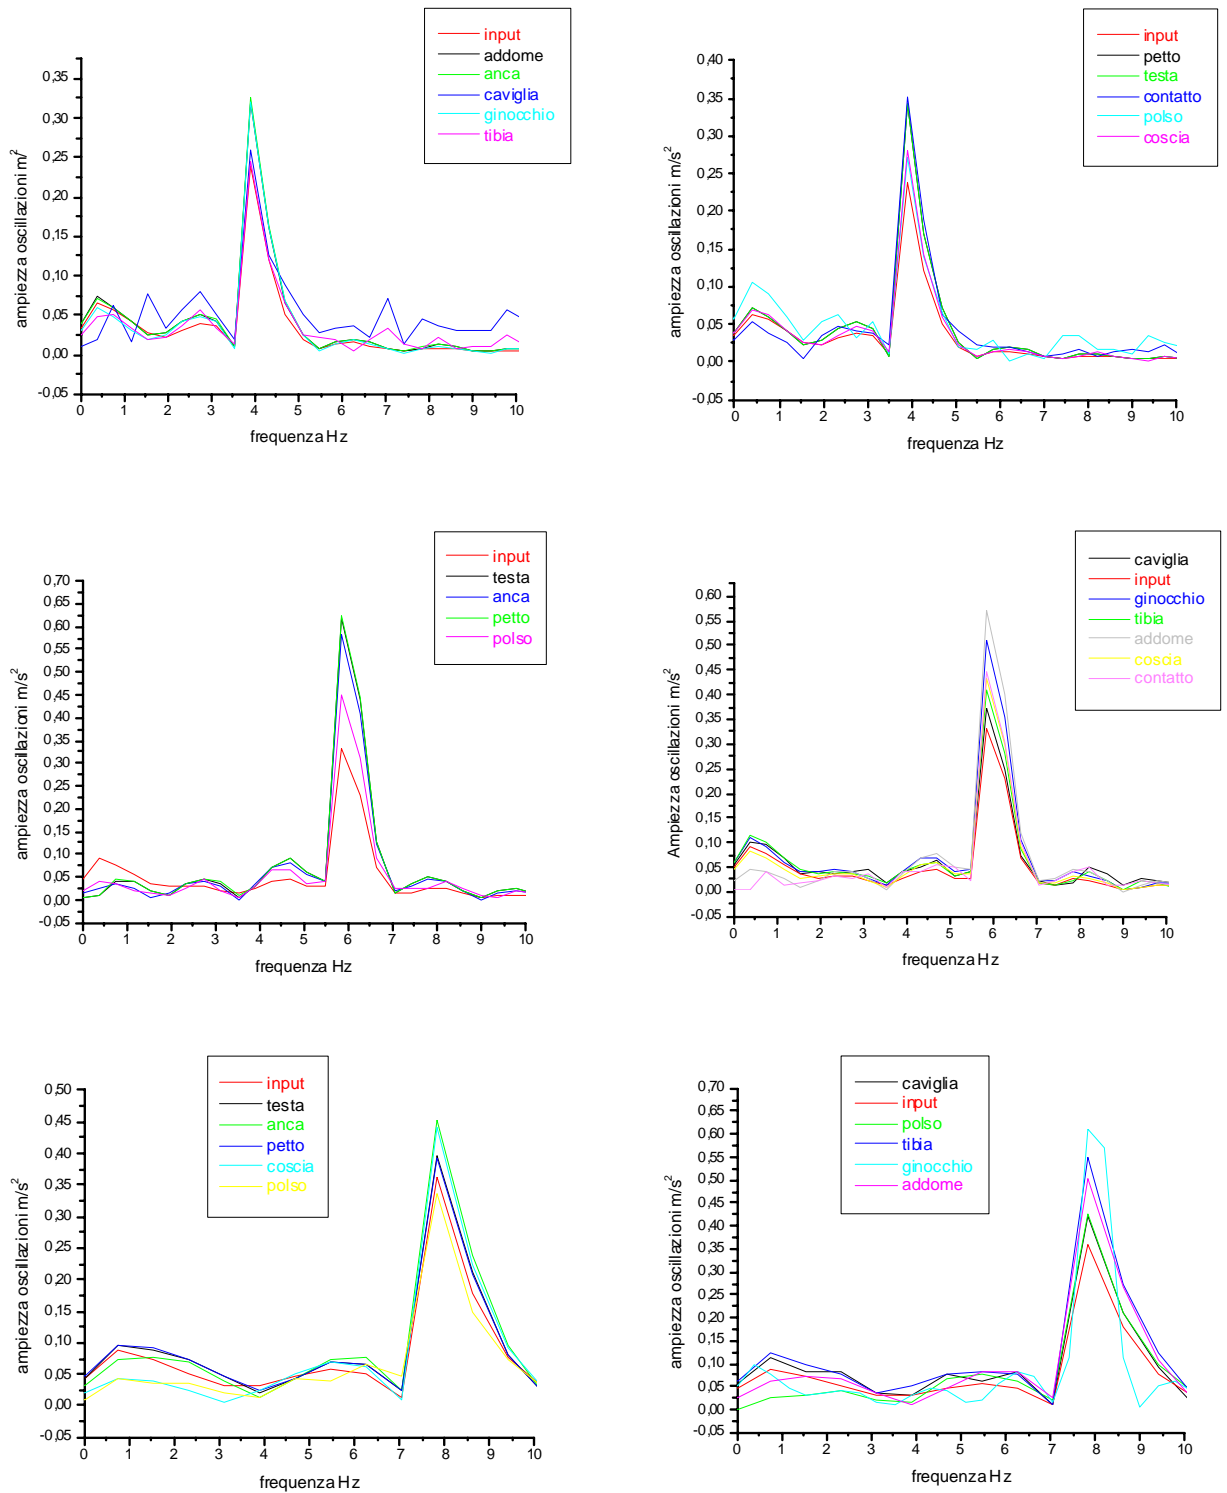 input
addome
anca
caviglia
ginocchio
tibia
0,35
0,30
0,25
0,20
0,15
0,10
0,05
0,00
-0,05
0 1 2 3 4 5 6 7 8 9 10
ampiezza oscillazioni m²
frequenza Hz
input
petto
testa
contatto
polso
coscia
0,40
0,35
0,30
0,25
0,20
0,15
0,10
0,05
0,00
-0,05
0 1 2 3 4 5 6 7 8 9 10
ampiezza oscillazioni m/s²
frequenza Hz
input
testa
anca
petto
polso
0,70
0,65
0,60
0,55
0,50
0,45
0,40
0,35
0,30
0,25
0,20
0,15
0,10
0,05
0,00
-0,05
0 1 2 3 4 5 6 7 8 9 10
ampiezza oscillazioni m/s²
frequenza Hz
caviglia
input
ginocchio
tibia
addome
coscia
contatto
0,60
0,55
0,50
0,45
0,40
0,35
0,30
0,25
0,20
0,15
0,10
0,05
0,00
-0,05
0 1 2 3 4 5 6 7 8 9 10
Ampiezza oscillazioni m/s²
frequenza Hz
input
testa
anca
petto
coscia
polso
0,50
0,45
0,40
0,35
0,30
0,25
0,20
0,15
0,10
0,05
0,00
-0,05
0 1 2 3 4 5 6 7 8 9 10
ampiezza oscillazioni m/s²
frequenza Hz
caviglia
input
polso
tibia
ginocchio
addome
0,70
0,65
0,60
0,55
0,50
0,45
0,40
0,35
0,30
0,25
0,20
0,15
0,10
0,05
0,00
-0,05
0 1 2 3 4 5 6 7 8 9 10
ampiezza oscillazioni m/s²
frequenza Hz